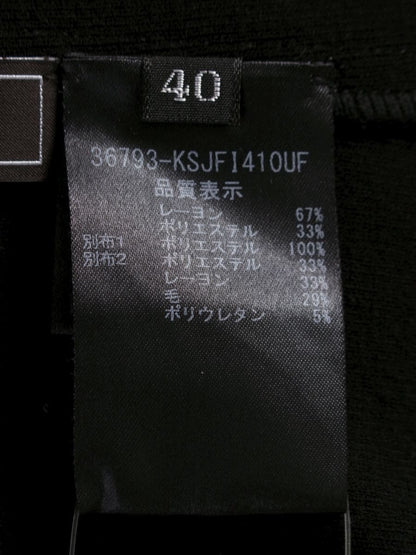 40
36793-KSJFI410UF
品質表示
レーヨン 67%
ポリエステル 33%
別布1 ポリエステル 100%
別布2 ポリエステル 33%
レーヨン 33%
毛 29%
ポリウレタン 5%